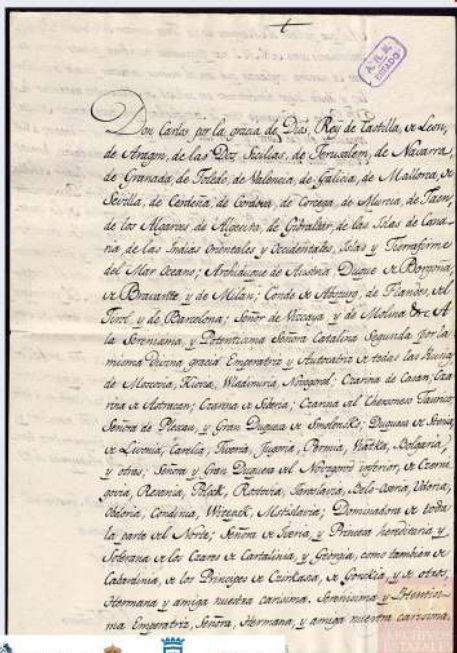 A.H.N.
ESTADO
Don Carlos por la gracia de Dios, Rey de Castilla, de Leon,
de Aragon, de las Dos Sicilias, de Jerusalem, de Navarra,
de Granada, de Toledo, de Valencia, de Galicia, de Mallorca, de
Sevilla, de Cerdeña, de Cordova, de Corcega, de Murcia, de Jaen,
de los Algarves, de Algecira, de Gibraltar, de las Islas de Cana-
ria, de las Indias Orientales y Occidentales, Islas y Tierrafirme
del Mar Oceano; Archiduque de Austria; Duque de Borgoña,
de Bravante, y de Milan; Conde de Abspurg, de Flandes, del
Tirol, y de Barcelona; Señor de Vizcaya, y de Molina &c. A
la Serenisima, y Potentisima Señora Catalina Segunda por la
misma Divina gracia Emperatriz, y Autocratriz de todas las Rusias,
de Moscovia, Kiovia, Wladimiria, Novogorod; Czarina de Casan; Cza-
rina de Astracan; Czarina de Siberia; Czarina del Chersoneso Taurico;
Señora de Pleskau, y Gran Duquesa de Smolensko; Duquesa de
de Livonia, Carelia, Tweria, Jugoria, Permia, Viatka, Bolgaria,
y otras; Señora y Gran Duquesa del Novogorod inferior, de Czerni-
govia, Resania, Polozk, Rostovia, Jaroslavia, Belo-oseria,
Obdoria, Condinia, Witepsk, Mstislavia; Dominadora de toda
la parte del Norte; Señora de Iveria, y Princesa hereditaria y
Soberana de los Czares de Cartalinia, y Georgia, como tambien de
Cabardinia, de los Principes de Czirkasia, de Gorskia, y de otros,
Hermana y amiga nuestra carisima. Serenisima y Potentisi-
ma Emperatriz, Señora, Hermana, y amiga nuestra carisima.
ARCHIVOS
ESTATALES